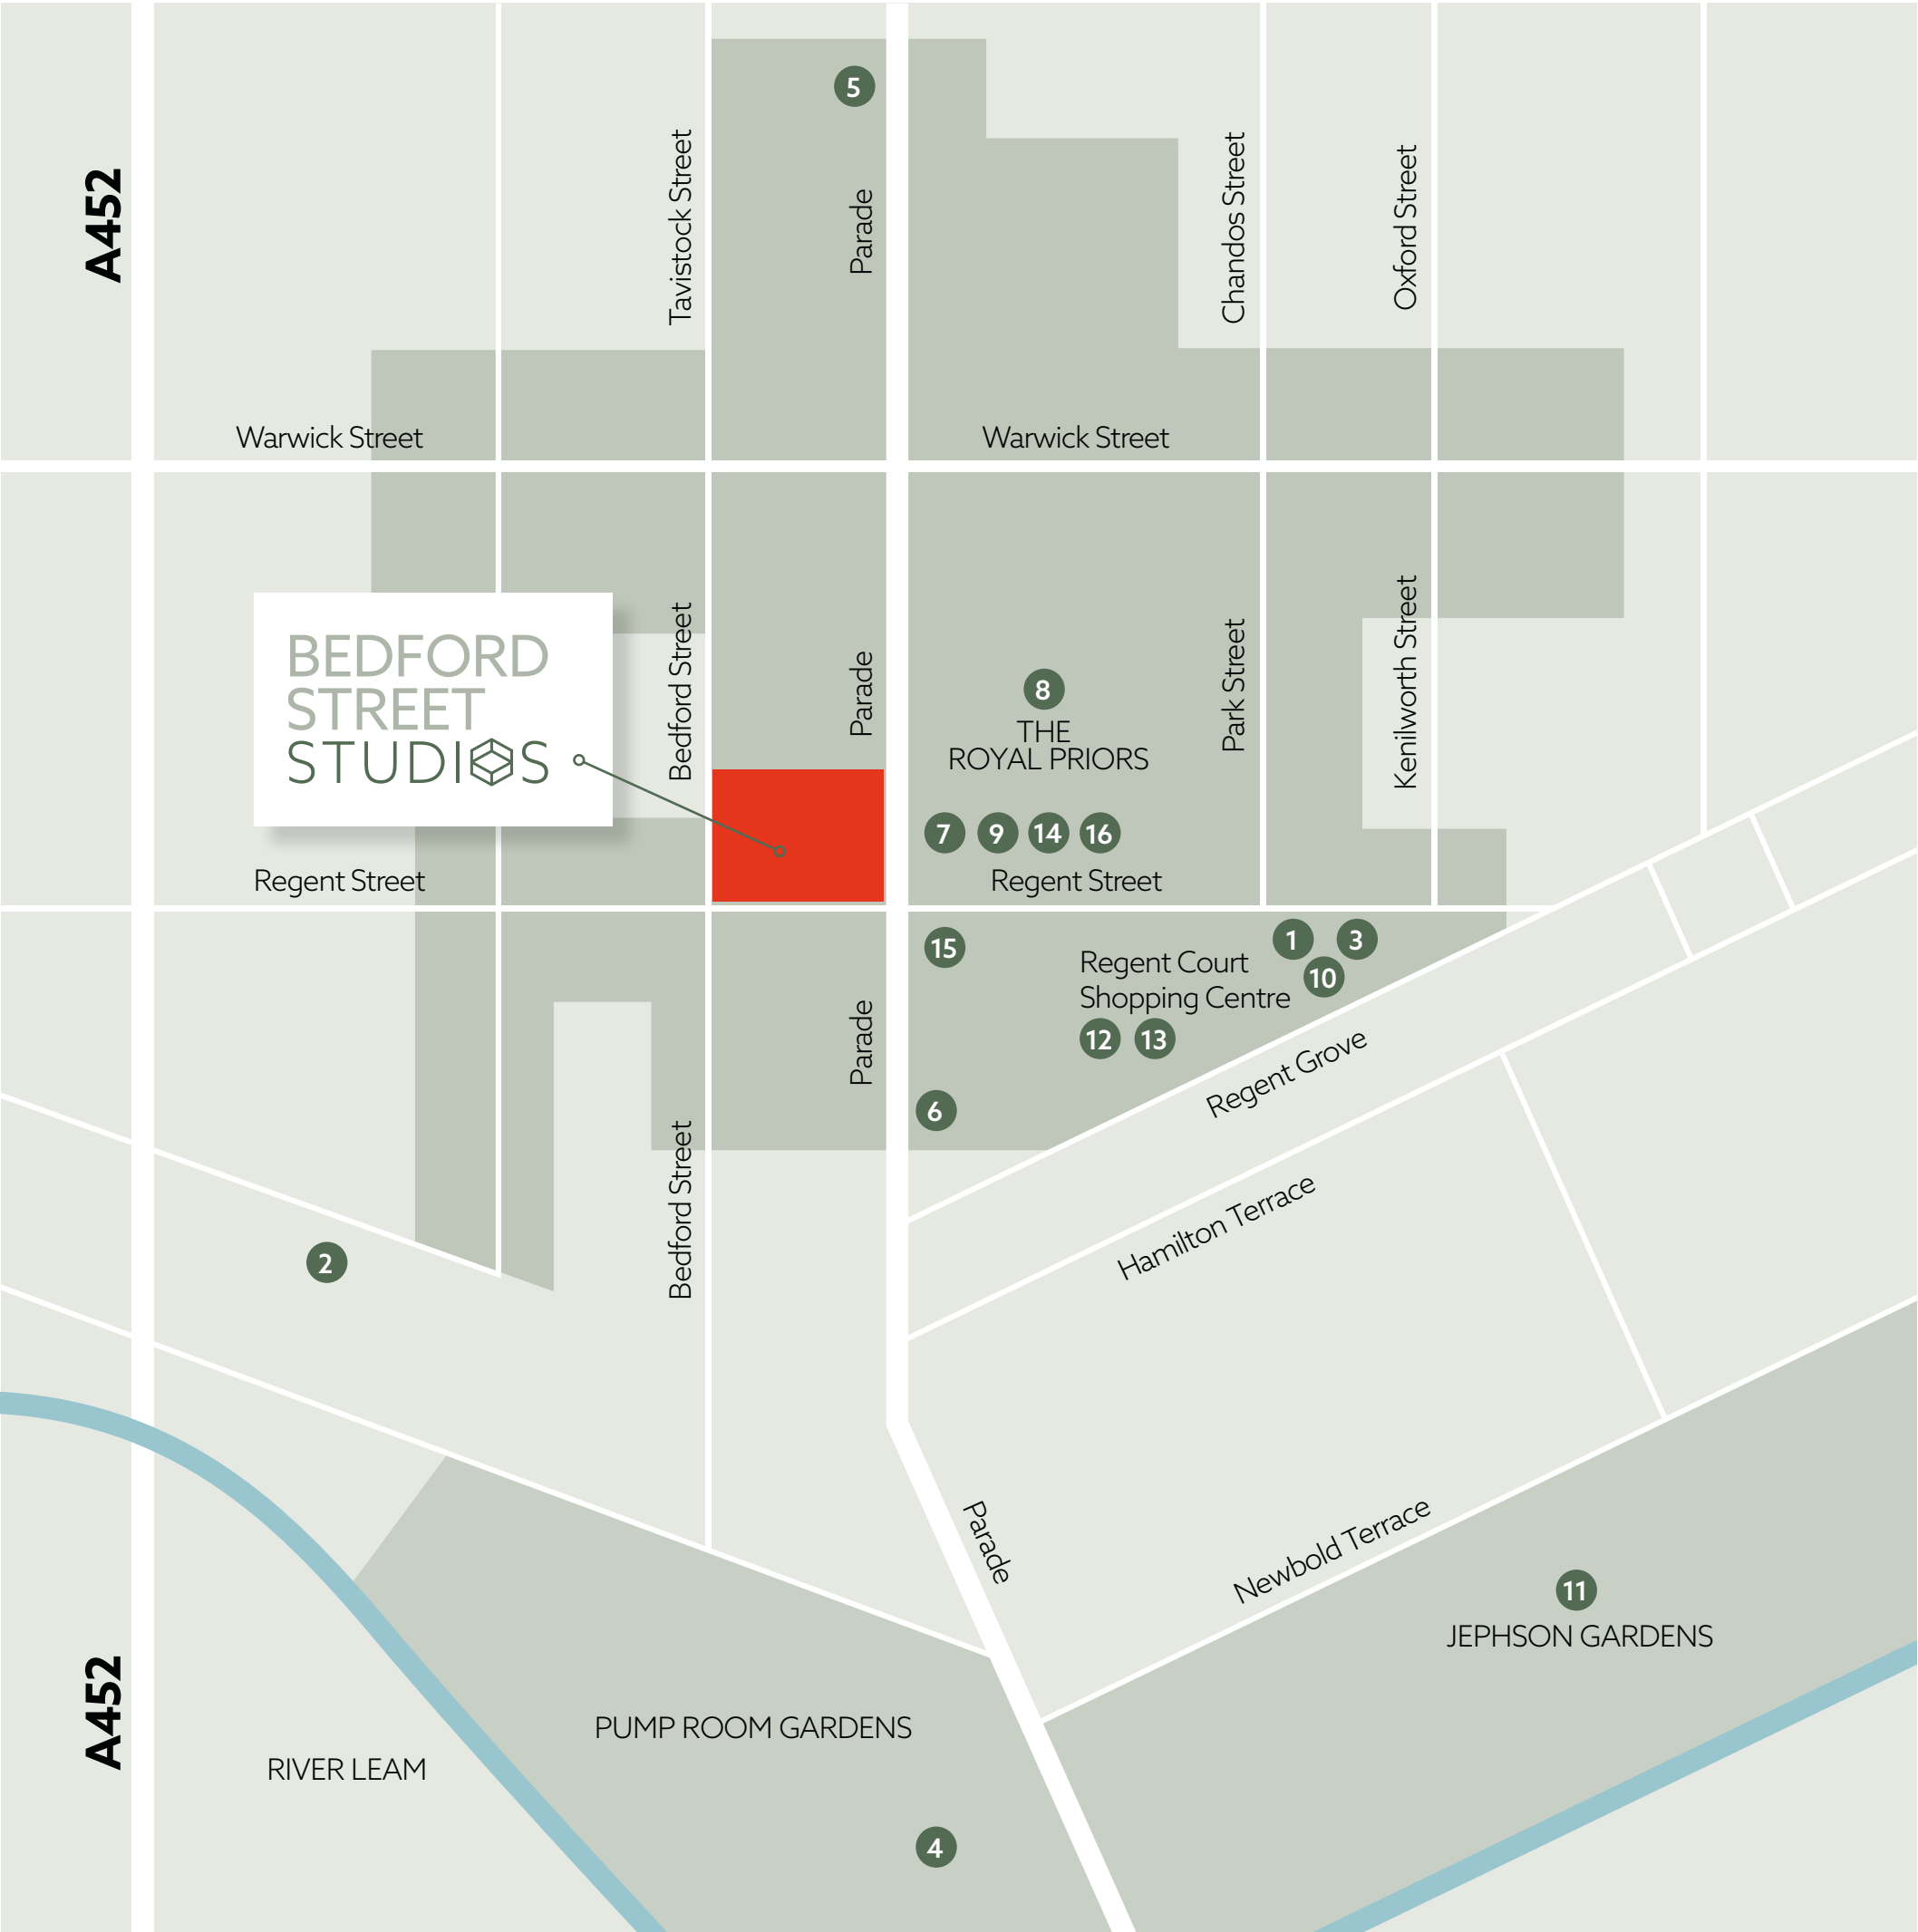 5
Tavistock Street
Parade
Chandos Street
Oxford Street
A452
Warwick Street
Warwick Street
BEDFORD
STREET
STUDIOS
Bedford Street
Parade
8
THE
ROYAL PRIORS
Park Street
Kenilworth Street
7
9
14
16
Regent Street
Regent Street
15
1
3
10
Regent Court
Shopping Centre
12
13
Parade
6
Regent Grove
Bedford Street
Hamilton Terrace
2
Parade
Newbold Terrace
11
JEPHSON GARDENS
A452
PUMP ROOM GARDENS
RIVER LEAM
4